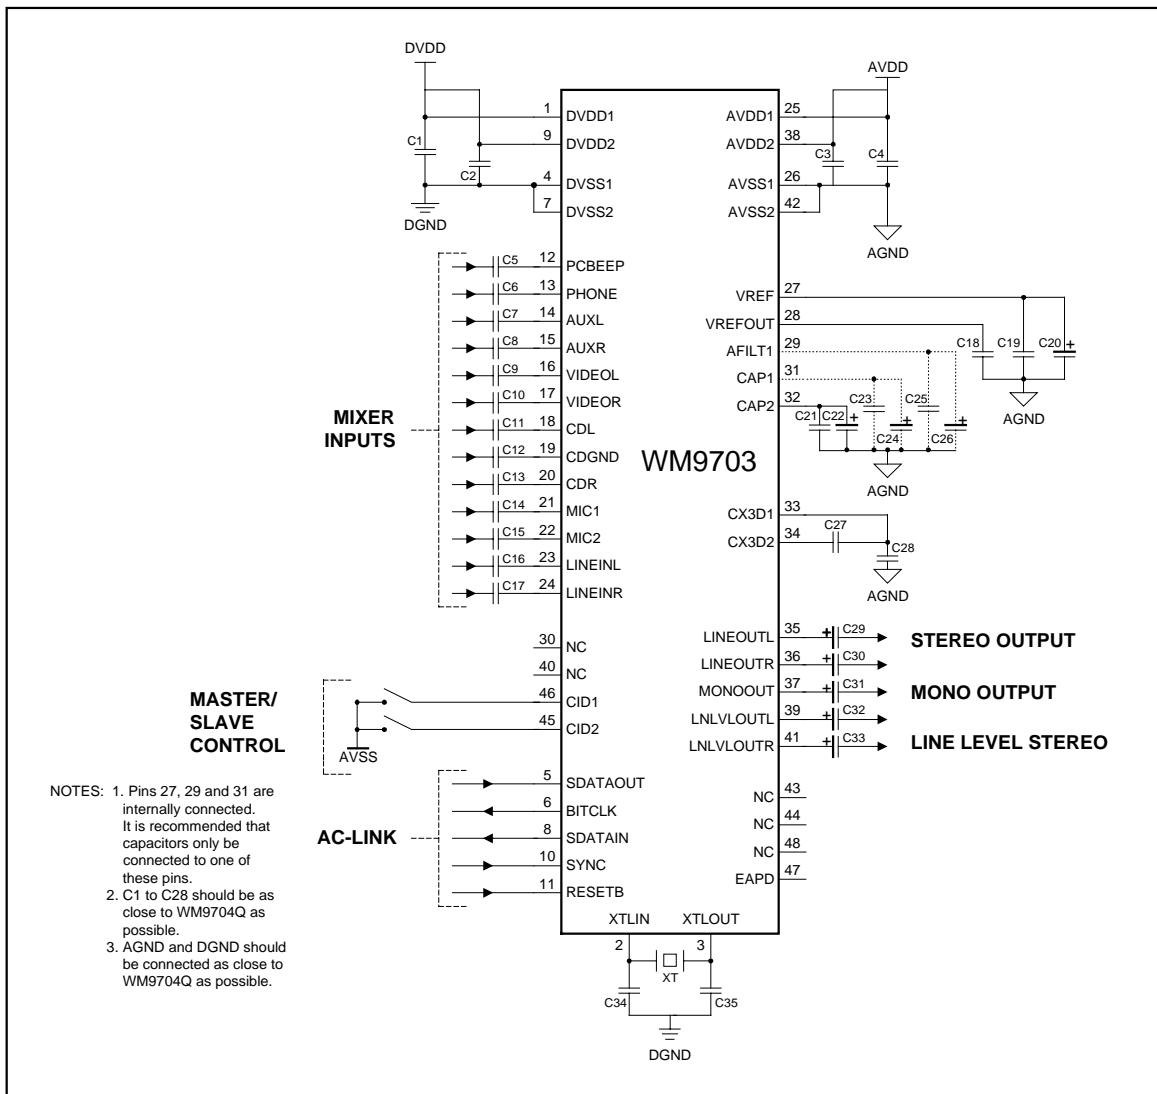 DVDD
AVDD
1 DVDD1 AVDD1 25
C1 9 DVDD2 AVDD2 38 C3 C4
C2
4 DVSS1 AVSS1 26
7 DVSS2 AVSS2 42
DGND
AGND
C5 12 PCBEEP
C6 13 PHONE VREF 27
C7 14 AUXL VREFOUT 28
C8 15 AUXR AFILT1 29 C18 C19 C20 +
C9 16 VIDEOL CAP1 31
C10 17 VIDEOR CAP2 32 C23 C25
AGND
MIXER
INPUTS
C11 18 CDL C21 C22 + C24 + C26 +
C12 19 CDGND
WM9703
C13 20 CDR
AGND
C14 21 MIC1 CX3D1 33
C15 22 MIC2 CX3D2 34 C27
C16 23 LINEINL C28
C17 24 LINEINR
AGND
30 NC LINEOUTL 35 + C29 STEREO OUTPUT
40 NC LINEOUTR 36 + C30
46 CID1 MONOOUT 37 + C31 MONO OUTPUT
45 CID2 LNLVLOUTL 39 + C32
LNLVLOUTR 41 + C33 LINE LEVEL STEREO
MASTER/
SLAVE
CONTROL
AVSS
5 SDATAOUT
6 BITCLK NC 43
AC-LINK 8 SDATAIN NC 44
10 SYNC NC 48
11 RESETB EAPD 47
XTLIN XTLOUT
2 3
XT
C34 C35
DGND
NOTES: 1. Pins 27, 29 and 31 are
internally connected.
It is recommended that
capacitors only be
connected to one of
these pins.
2. C1 to C28 should be as
close to WM9704Q as
possible.
3. AGND and DGND should
be connected as close to
WM9704Q as possible.